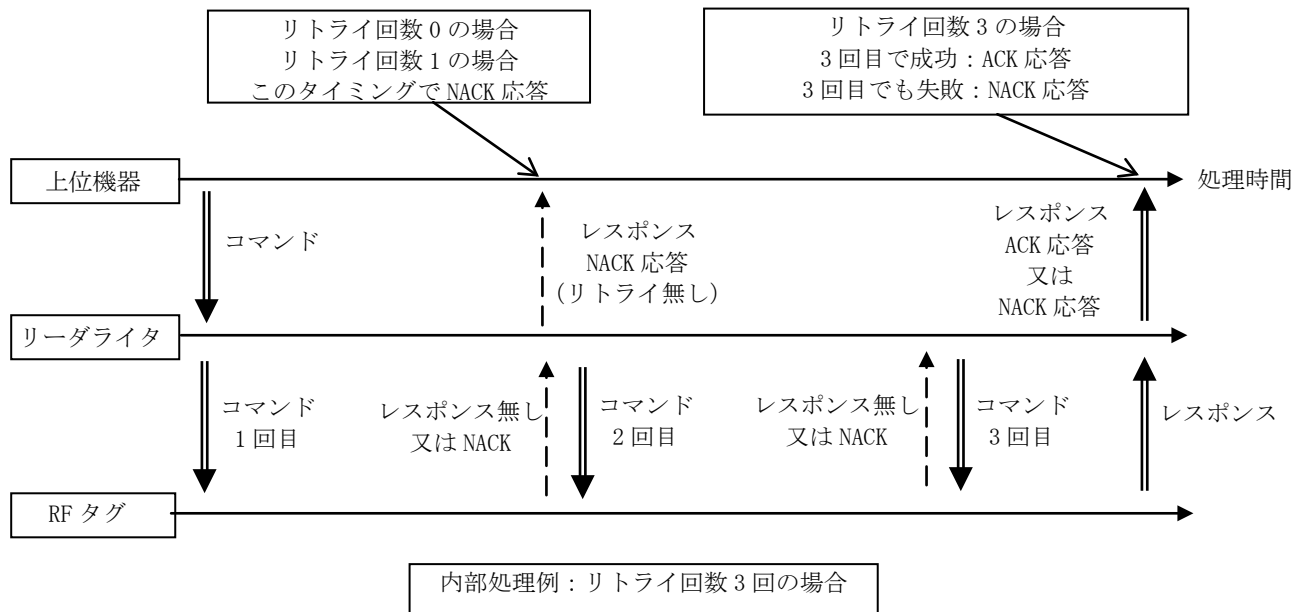 リトライ回数0の場合
リトライ回数1の場合
このタイミングでNACK応答
リトライ回数3の場合
3回目で成功：ACK応答
3回目でも失敗：NACK応答
上位機器
処理時間
コマンド
レスポンス
NACK応答
(リトライ無し)
レスポンス
ACK応答
又は
NACK応答
リーダライタ
コマンド
1回目
レスポンス無し
又はNACK
コマンド
2回目
レスポンス無し
又はNACK
コマンド
3回目
レスポンス
RFタグ
内部処理例：リトライ回数3回の場合